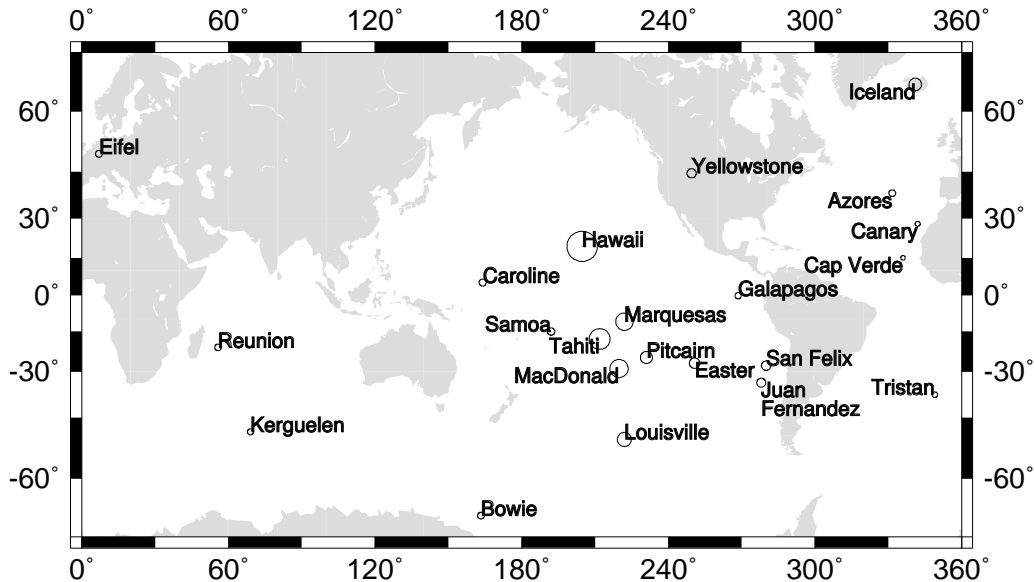 0° 60° 120° 180° 240° 300° 360°
Iceland
60° 60°
Eifel
Yellowstone
Azores
30° 30°
Canary
Hawaii
Cap Verde
Caroline
0° 0°
Galapagos
Marquesas
Samoa
Reunion
Tahiti
Pitcairn
San Felix
Easter
-30° -30°
MacDonald
Tristan
Juan
Fernandez
Kerguelen
Louisville
-60° -60°
Bowie
0° 60° 120° 180° 240° 300° 360°